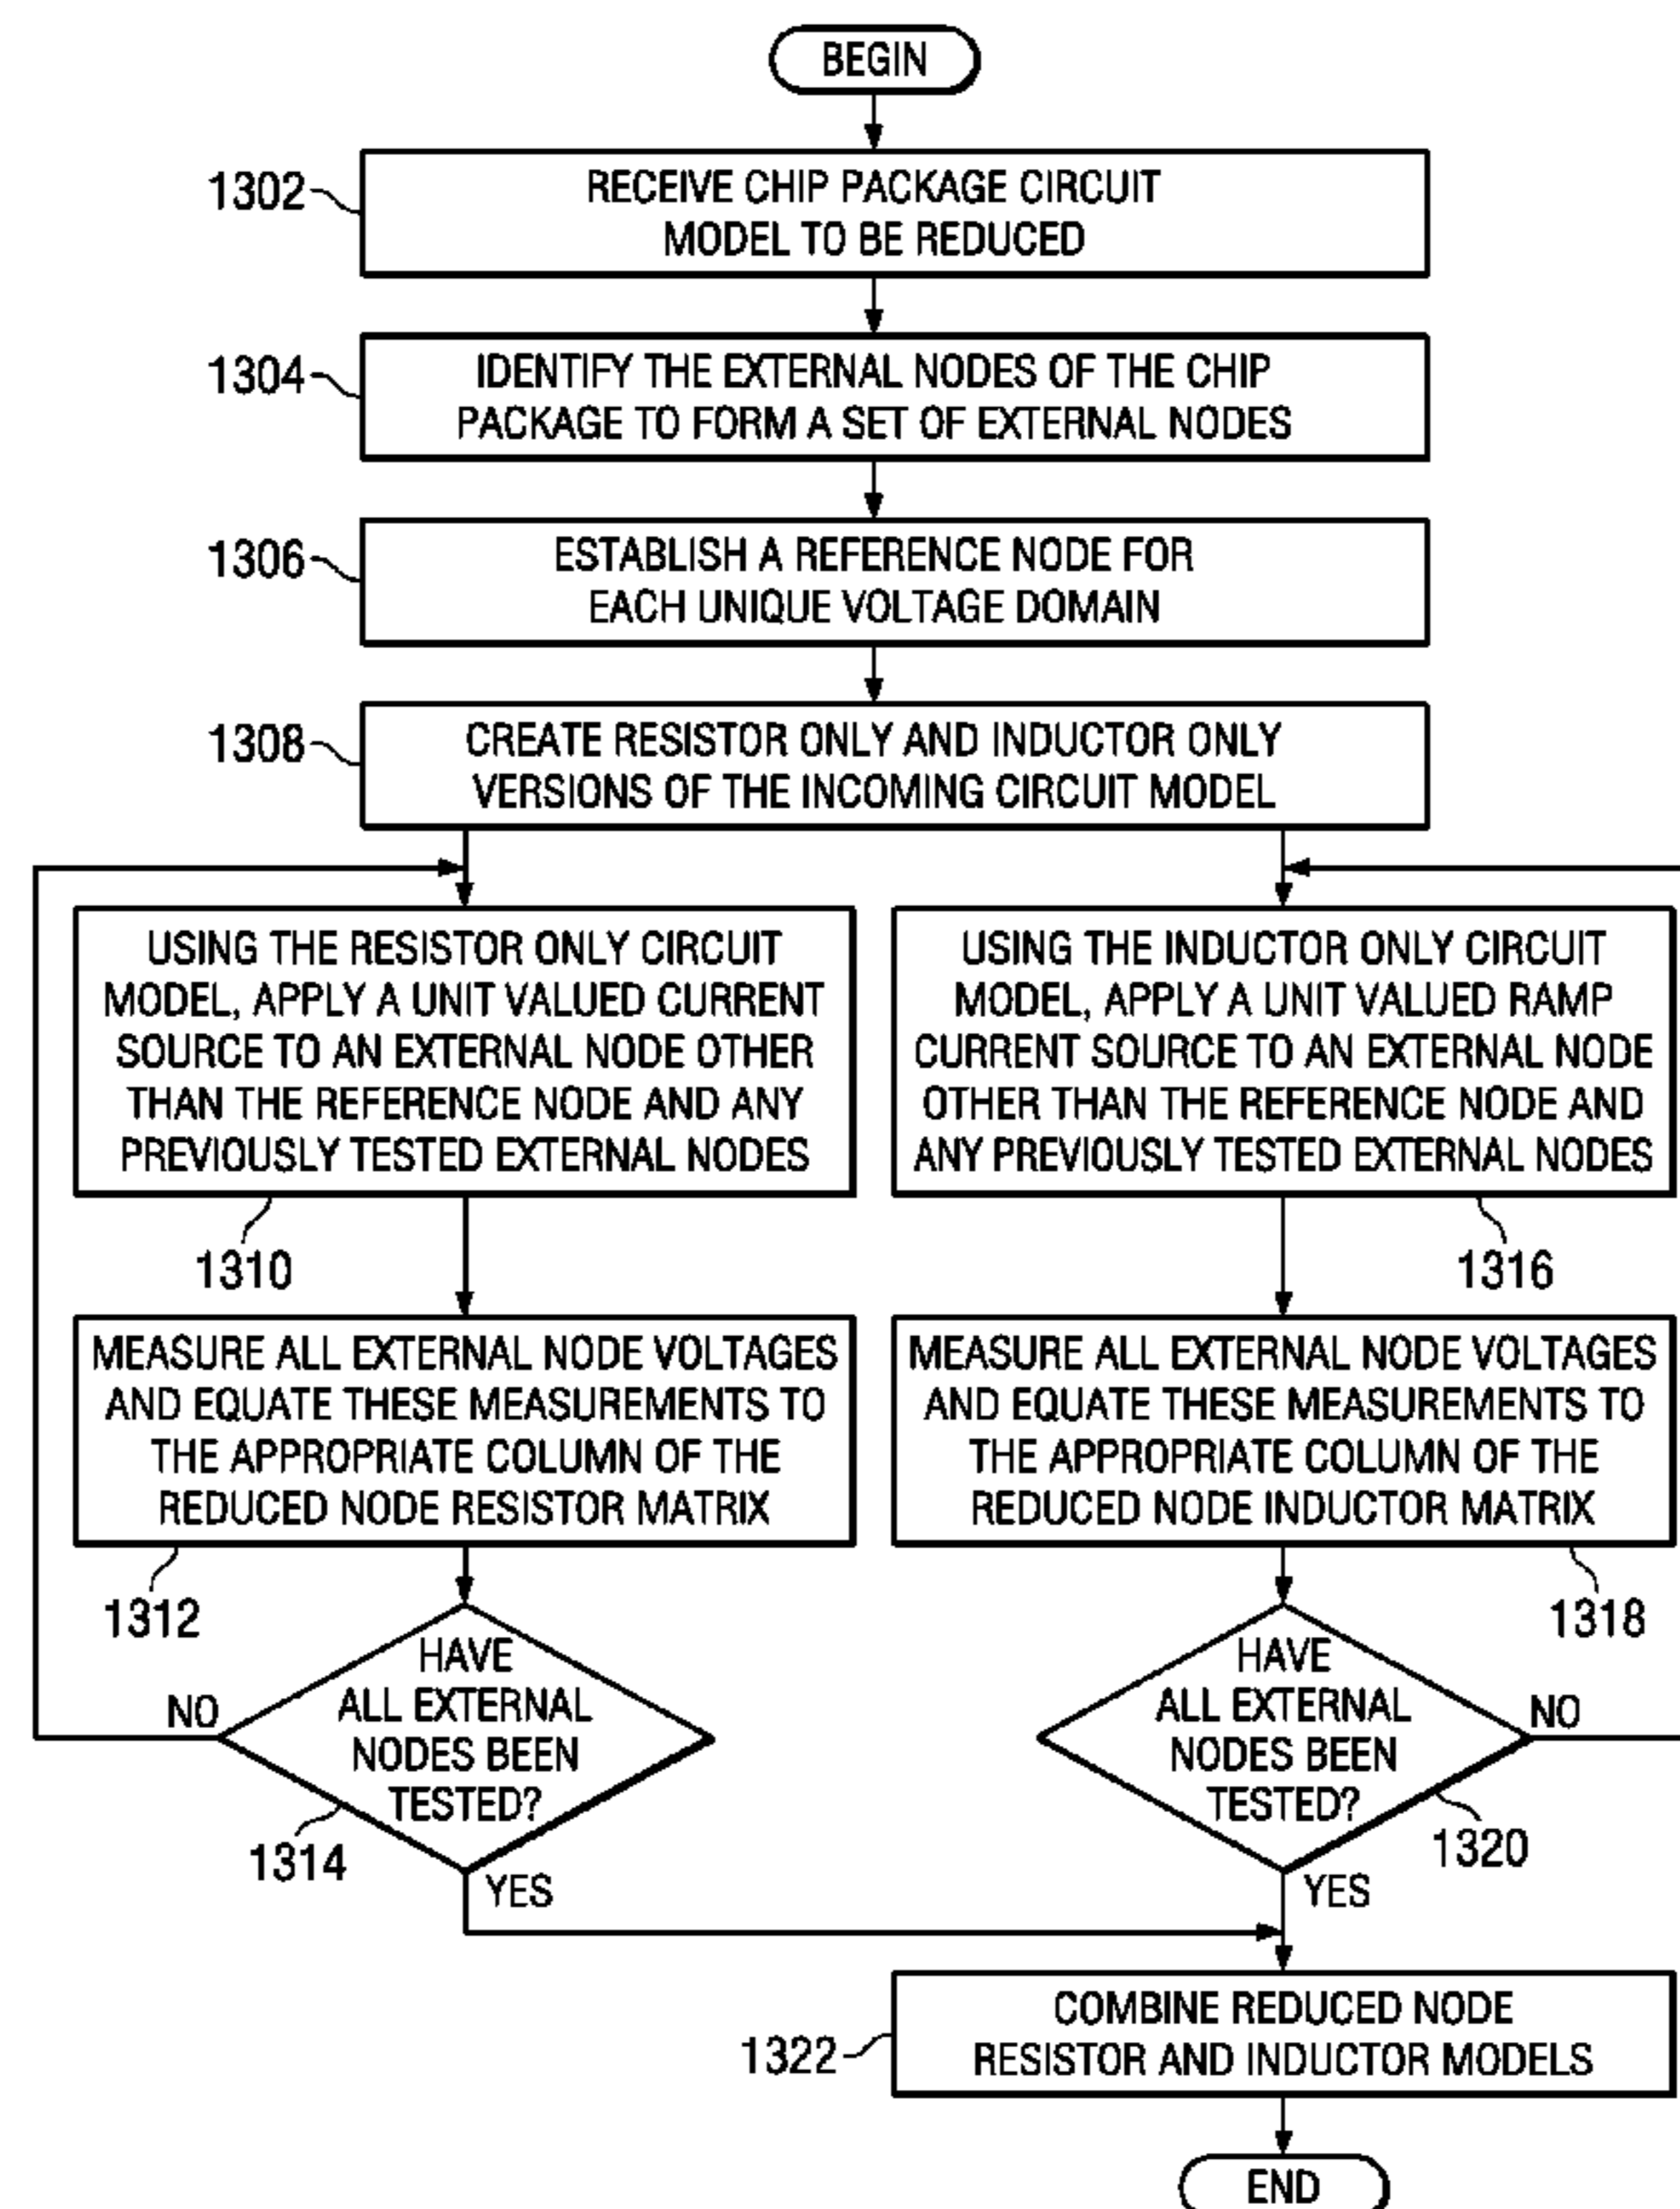 BEGIN
1302
RECEIVE CHIP PACKAGE CIRCUIT
MODEL TO BE REDUCED
1304
IDENTIFY THE EXTERNAL NODES OF THE CHIP
PACKAGE TO FORM A SET OF EXTERNAL NODES
1306
ESTABLISH A REFERENCE NODE FOR
EACH UNIQUE VOLTAGE DOMAIN
1308
CREATE RESISTOR ONLY AND INDUCTOR ONLY
VERSIONS OF THE INCOMING CIRCUIT MODEL
USING THE RESISTOR ONLY CIRCUIT
MODEL, APPLY A UNIT VALUED CURRENT
SOURCE TO AN EXTERNAL NODE OTHER
THAN THE REFERENCE NODE AND ANY
PREVIOUSLY TESTED EXTERNAL NODES
1310
MEASURE ALL EXTERNAL NODE VOLTAGES
AND EQUATE THESE MEASUREMENTS TO
THE APPROPRIATE COLUMN OF THE
REDUCED NODE RESISTOR MATRIX
1312
HAVE
ALL EXTERNAL
NODES BEEN
TESTED?
NO
1314
YES
USING THE INDUCTOR ONLY CIRCUIT
MODEL, APPLY A UNIT VALUED RAMP
CURRENT SOURCE TO AN EXTERNAL NODE
OTHER THAN THE REFERENCE NODE AND
ANY PREVIOUSLY TESTED EXTERNAL NODES
1316
MEASURE ALL EXTERNAL NODE VOLTAGES
AND EQUATE THESE MEASUREMENTS TO
THE APPROPRIATE COLUMN OF THE
REDUCED NODE INDUCTOR MATRIX
1318
HAVE
ALL EXTERNAL
NODES BEEN
TESTED?
NO
1320
YES
1322
COMBINE REDUCED NODE
RESISTOR AND INDUCTOR MODELS
END